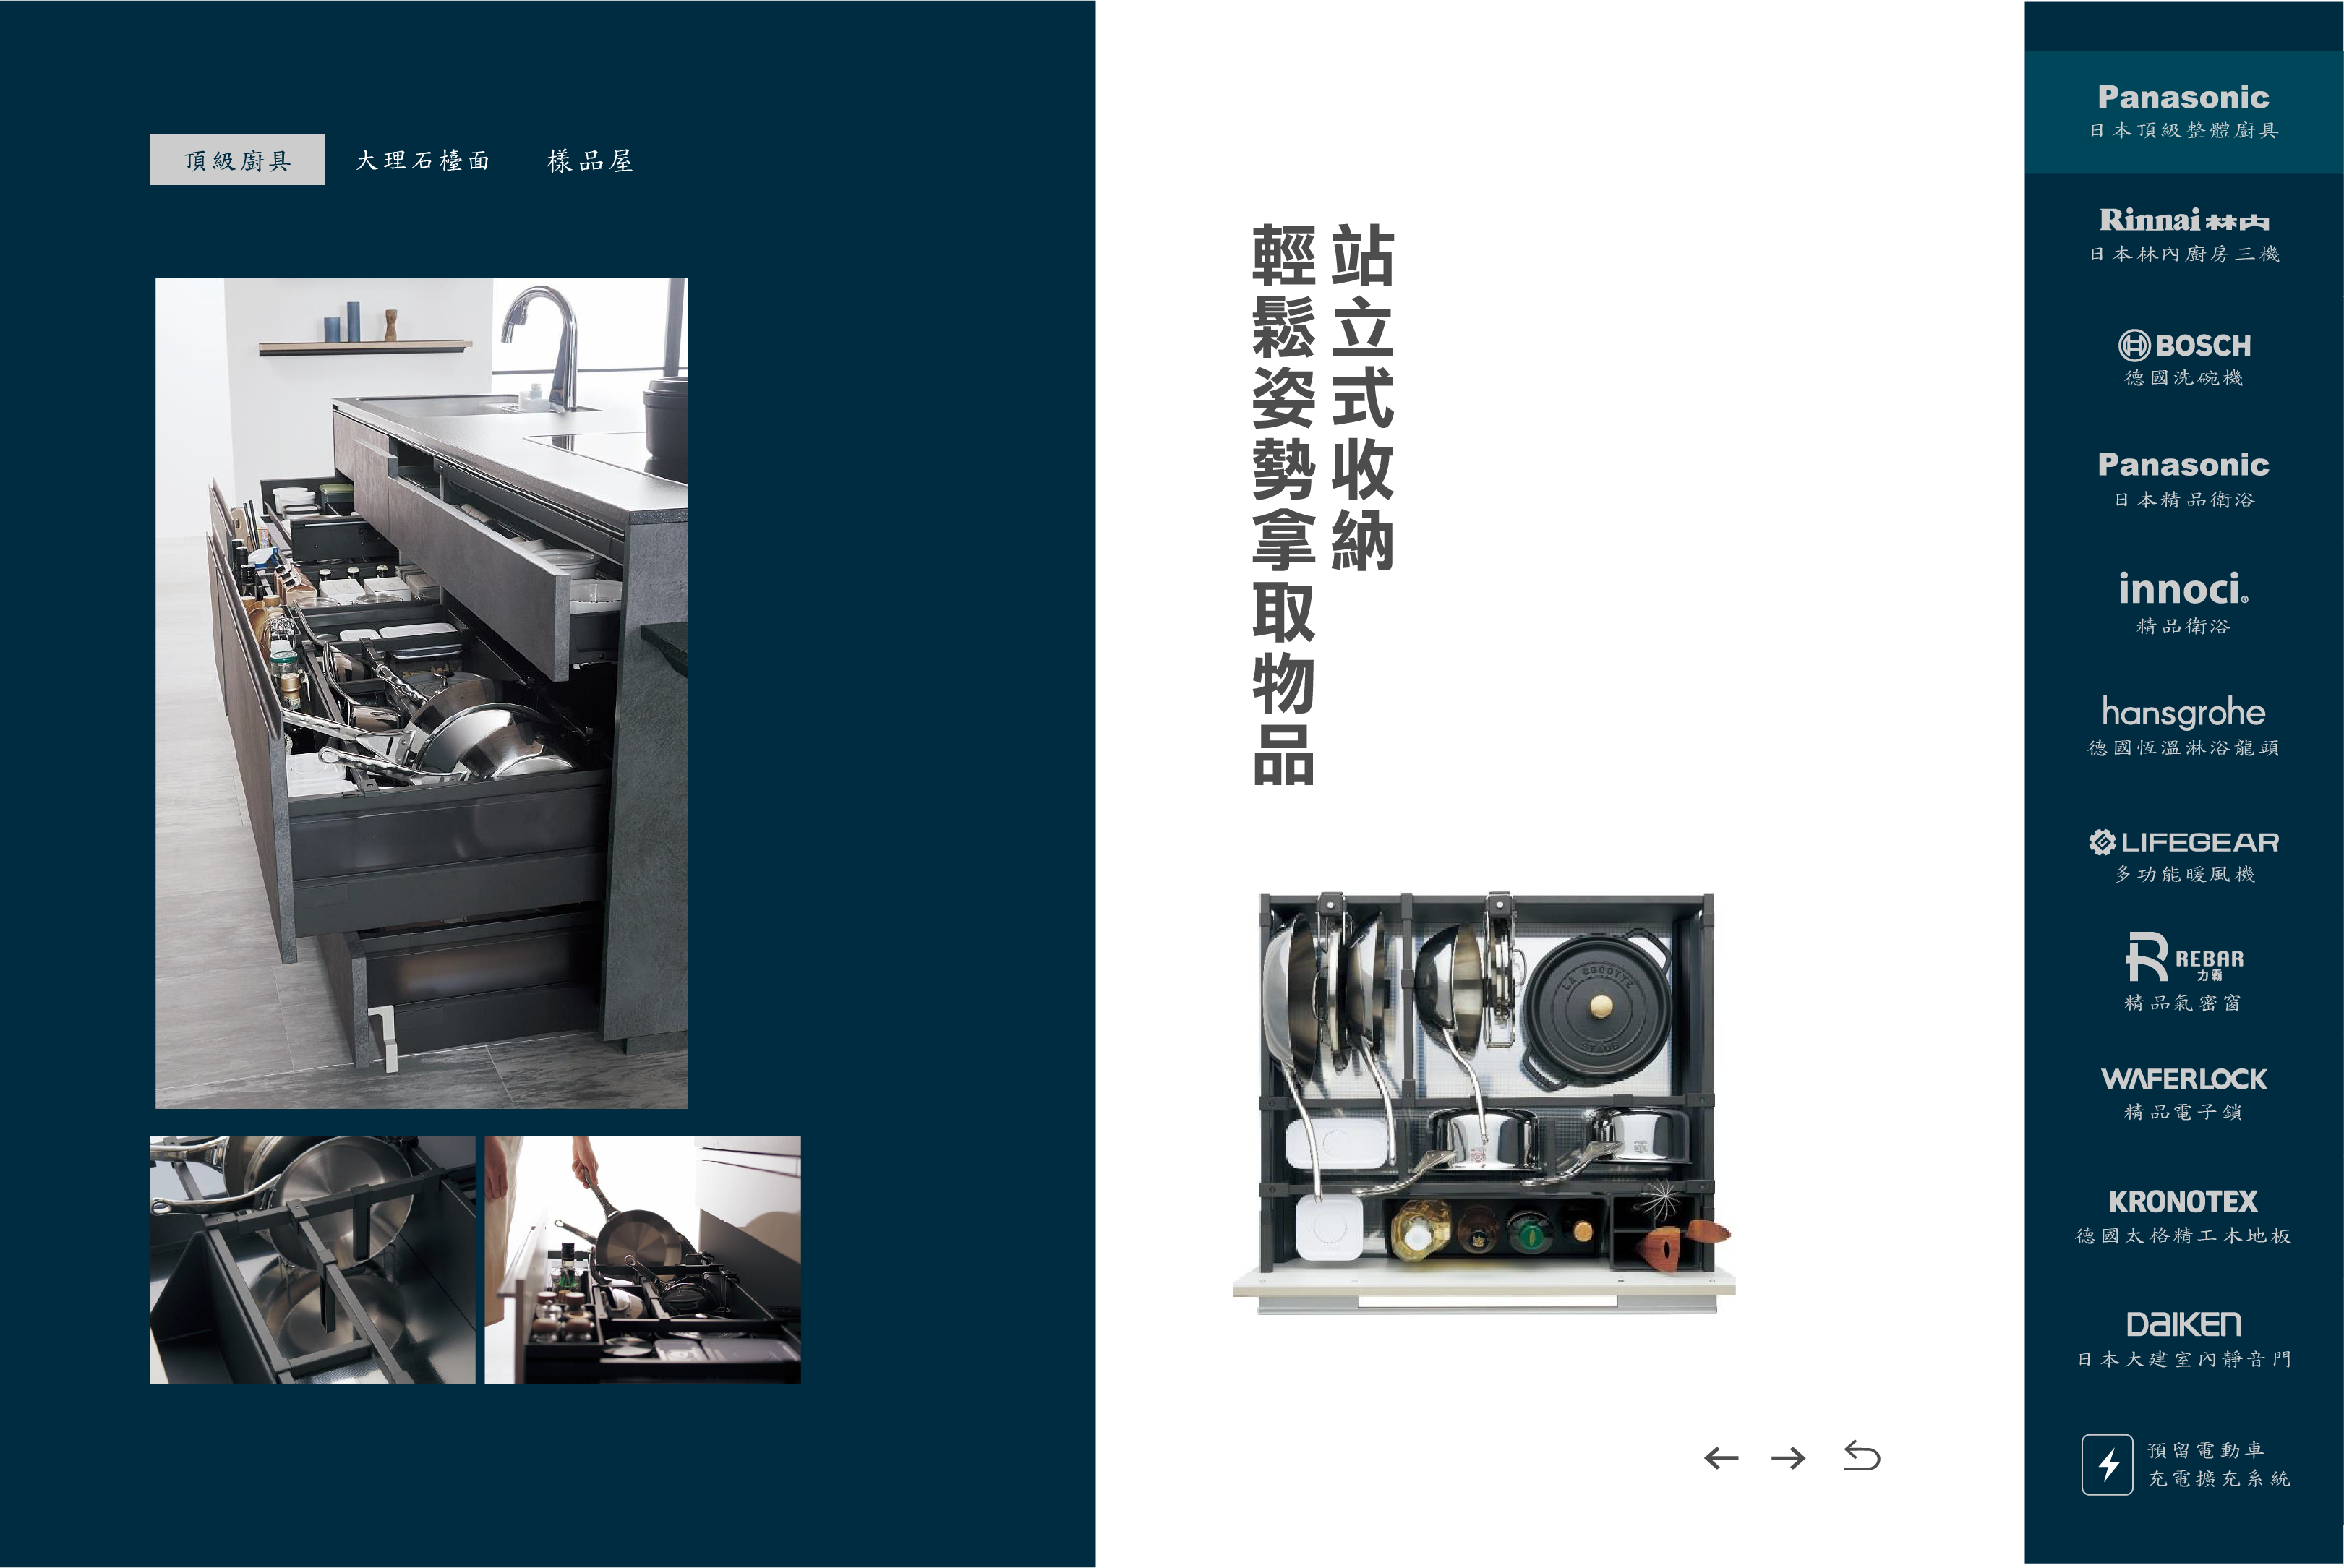 頂級廚具
大理石檯面
樣品屋
站立式收納
輕鬆姿勢拿取物品
LA COCOTTE
STAUB
Panasonic
日本頂級整體廚具
Rinnai 林内
日本林內廚房三機
BOSCH
德國洗碗機
Panasonic
日本精品衛浴
innoci®
精品衛浴
hansgrohe
德國恆溫淋浴龍頭
LIFEGEAR
多功能暖風機
REBAR
力霸
精品氣密窗
WAFERLOCK
精品電子鎖
KRONOTEX
德國太格精工木地板
DAIKEN
日本大建室內靜音門
預留電動車
充電擴充系統